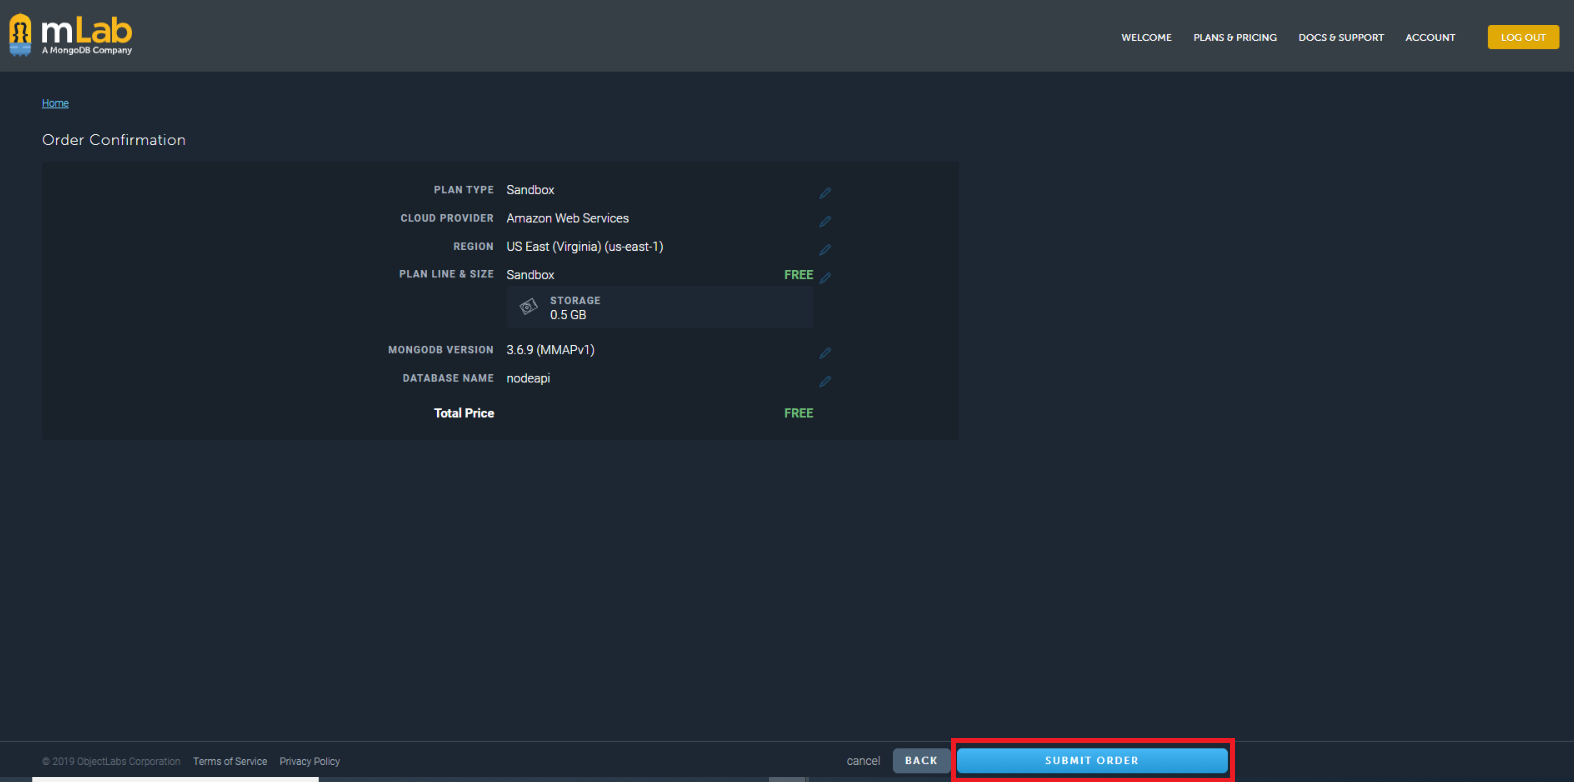 mLab
A MongoDB Company
WELCOME PLANS & PRICING DOCS & SUPPORT ACCOUNT LOG OUT
Home
Order Confirmation
PLAN TYPE Sandbox
CLOUD PROVIDER Amazon Web Services
REGION US East (Virginia) (us-east-1)
PLAN LINE & SIZE Sandbox FREE
STORAGE
0.5 GB
MONGODB VERSION 3.6.9 (MMAPv1)
DATABASE NAME nodeapi
Total Price FREE
© 2019 ObjectLabs Corporation Terms of Service Privacy Policy cancel BACK SUBMIT ORDER